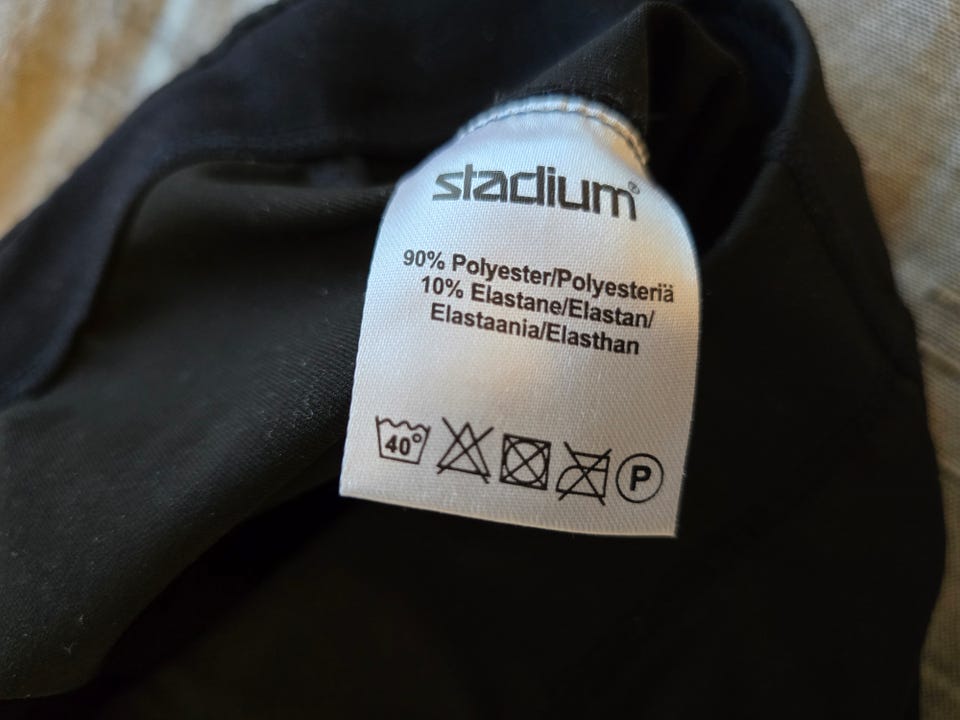 stadium®
90% Polyester/Polyesteriä
10% Elastane/Elastan/
Elastaania/Elasthan
40° P